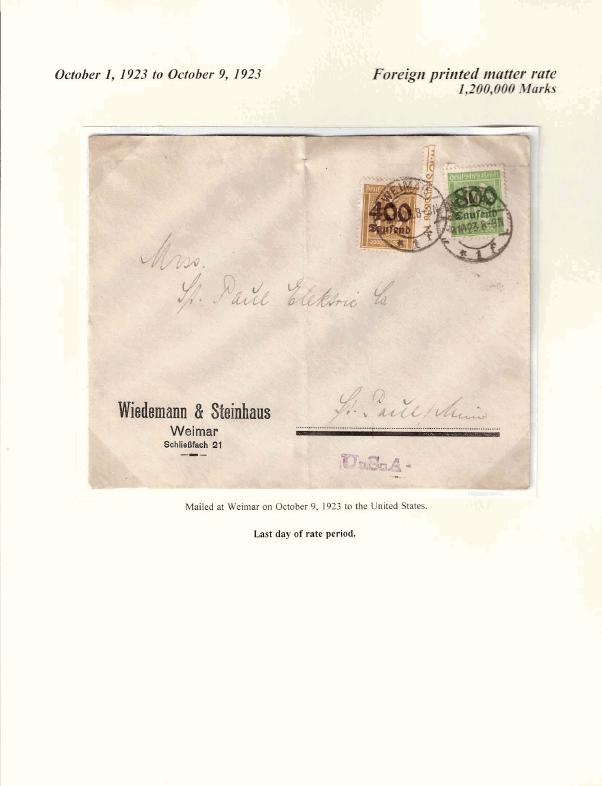 October 1, 1923 to October 9, 1923
Foreign printed matter rate
1,200,000 Marks
WEIMAR
400
Tausend
800
Tausend
Mrss.
St. Paul Elektric Co
St. Paul, Minn
Wiedemann & Steinhaus
Weimar
Schließfach 21
U.S.A.
Mailed at Weimar on October 9, 1923 to the United States.
Last day of rate period.